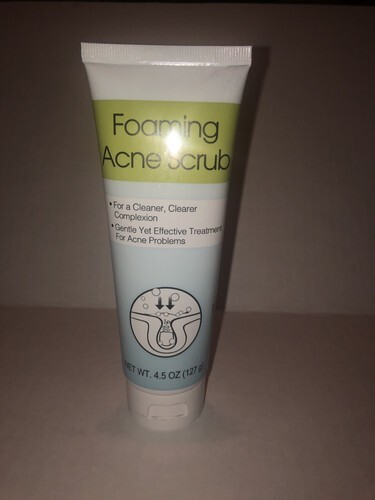 Foaming
Acne Scrub
• For a Cleaner, Clearer
Complexion
• Gentle Yet Effective Treatment
For Acne Problems
NET WT. 4.5 OZ (127 g)